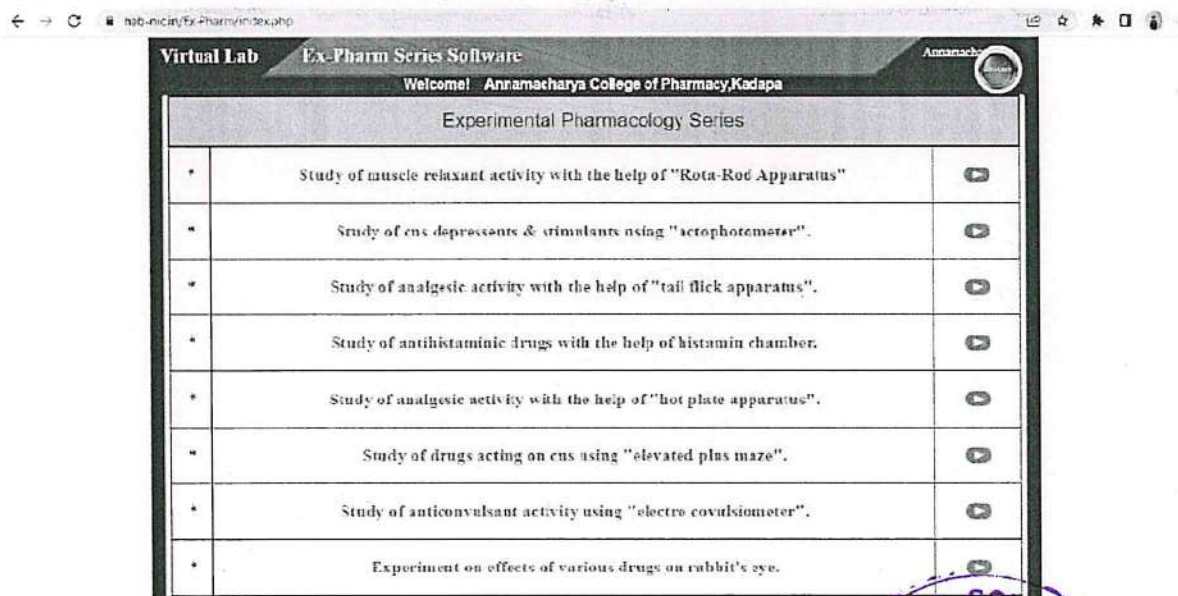 hab-nicin/Ex-Pharm/index.php
Virtual Lab
Ex-Pharm Series Software
Welcome! Annamacharya College of Pharmacy,Kadapa
Experimental Pharmacology Series
* Study of muscle relaxant activity with the help of "Rota-Rod Apparatus"
* Study of cns depressents & stimulants using "actophotometer".
* Study of analgesic activity with the help of "tail flick apparatus".
* Study of antihistaminic drugs with the help of histamin chamber.
* Study of analgesic activity with the help of "hot plate apparatus".
* Study of drugs acting on cns using "elevated plus maze".
* Study of anticonvulsant activity using "electro covulsiometer".
* Experiment on effects of various drugs on rabbit's eye.